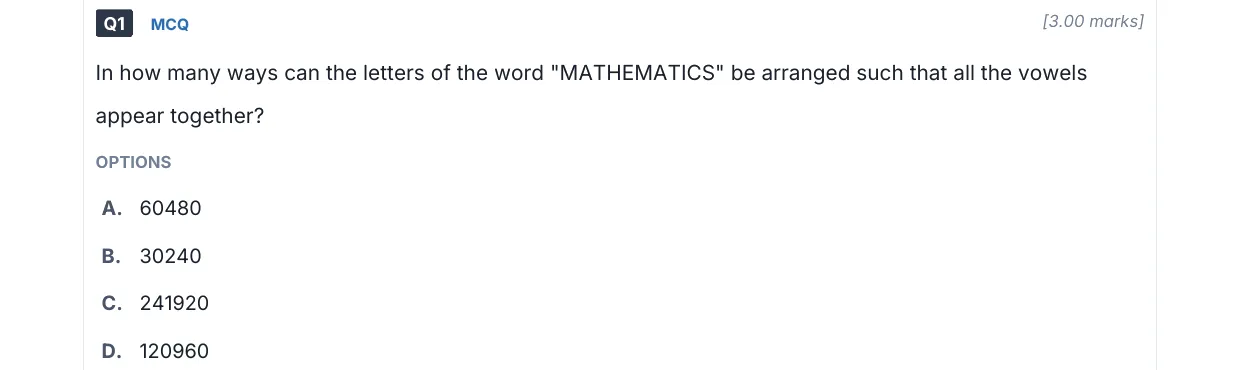 Q1 MCQ [3.00 marks]
In how many ways can the letters of the word "MATHEMATICS" be arranged such that all the vowels
appear together?
OPTIONS
A. 60480
B. 30240
C. 241920
D. 120960